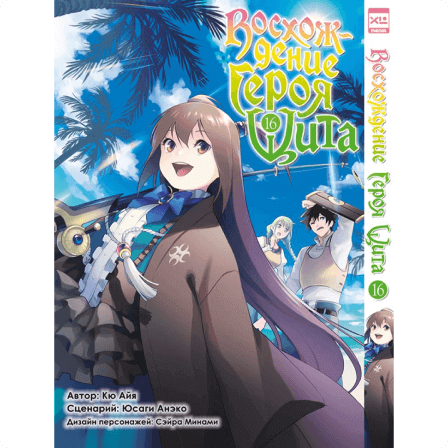 Восхож-
дение
Героя
Щита
16
Автор: Кю Айя
Сценарий: Юсаги Анэко
Дизайн персонажей: Сэйра Минами
XL
Восхождение Героя Щита
16